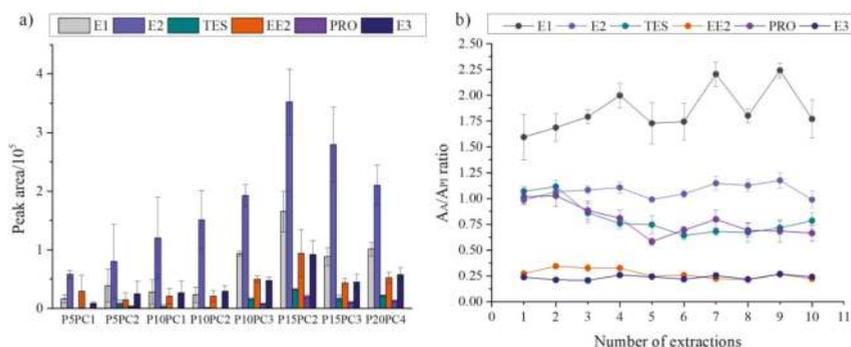 a)
E1 E2 TES EE2 PRO E3
Peak area/10⁵
4
3
2
1
0
P5PC1 P5PC2 P10PC1 P10PC2 P10PC3 P15PC2 P15PC3 P20PC4
b)
E1 E2 TES EE2 PRO E3
AA/API ratio
2.50
2.25
2.00
1.75
1.50
1.25
1.00
0.75
0.50
0.25
0.00
0 1 2 3 4 5 6 7 8 9 10 11
Number of extractions